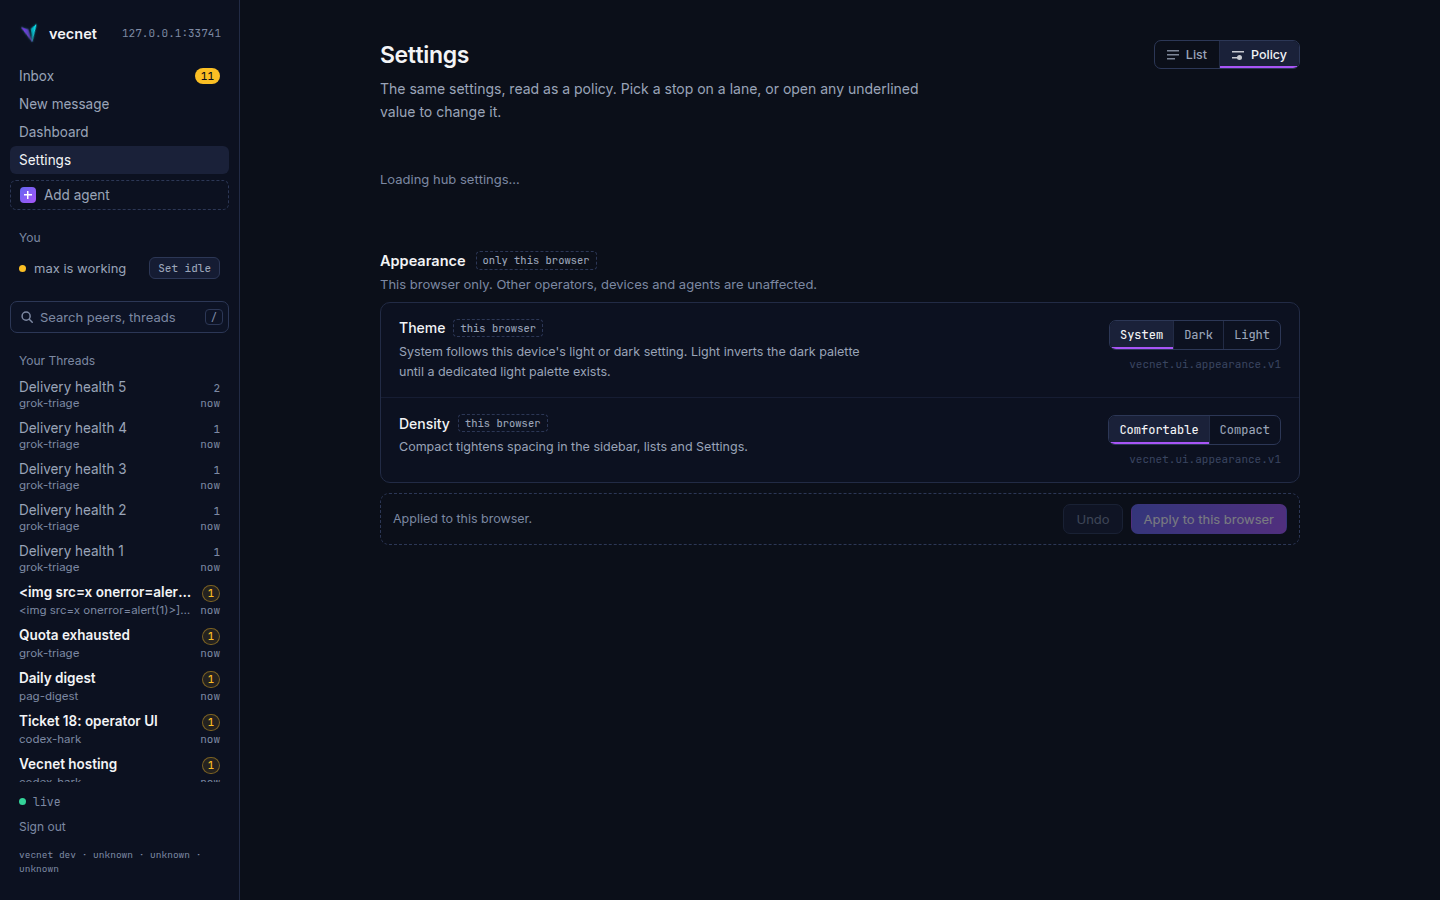 vecnet 127.0.0.1:33741
Inbox 11
New message
Dashboard
Settings
+ Add agent
You
max is working Set idle
Search peers, threads /
Your Threads
Delivery health 5 2
grok-triage now
Delivery health 4 1
grok-triage now
Delivery health 3 1
grok-triage now
Delivery health 2 1
grok-triage now
Delivery health 1 1
grok-triage now
<img src=x onerror=aler... 1
<img src=x onerror=alert(1)>]... now
Quota exhausted 1
grok-triage now
Daily digest 1
pag-digest now
Ticket 18: operator UI 1
codex-hark now
Vecnet hosting 1
codex-hark now
live
Sign out
vecnet dev · unknown · unknown ·
unknown
Settings
List Policy
The same settings, read as a policy. Pick a stop on a lane, or open any underlined
value to change it.
Loading hub settings...
Appearance only this browser
This browser only. Other operators, devices and agents are unaffected.
Theme this browser
System follows this device's light or dark setting. Light inverts the dark palette
until a dedicated light palette exists.
System Dark Light
vecnet.ui.appearance.v1
Density this browser
Compact tightens spacing in the sidebar, lists and Settings.
Comfortable Compact
vecnet.ui.appearance.v1
Applied to this browser.
Undo Apply to this browser